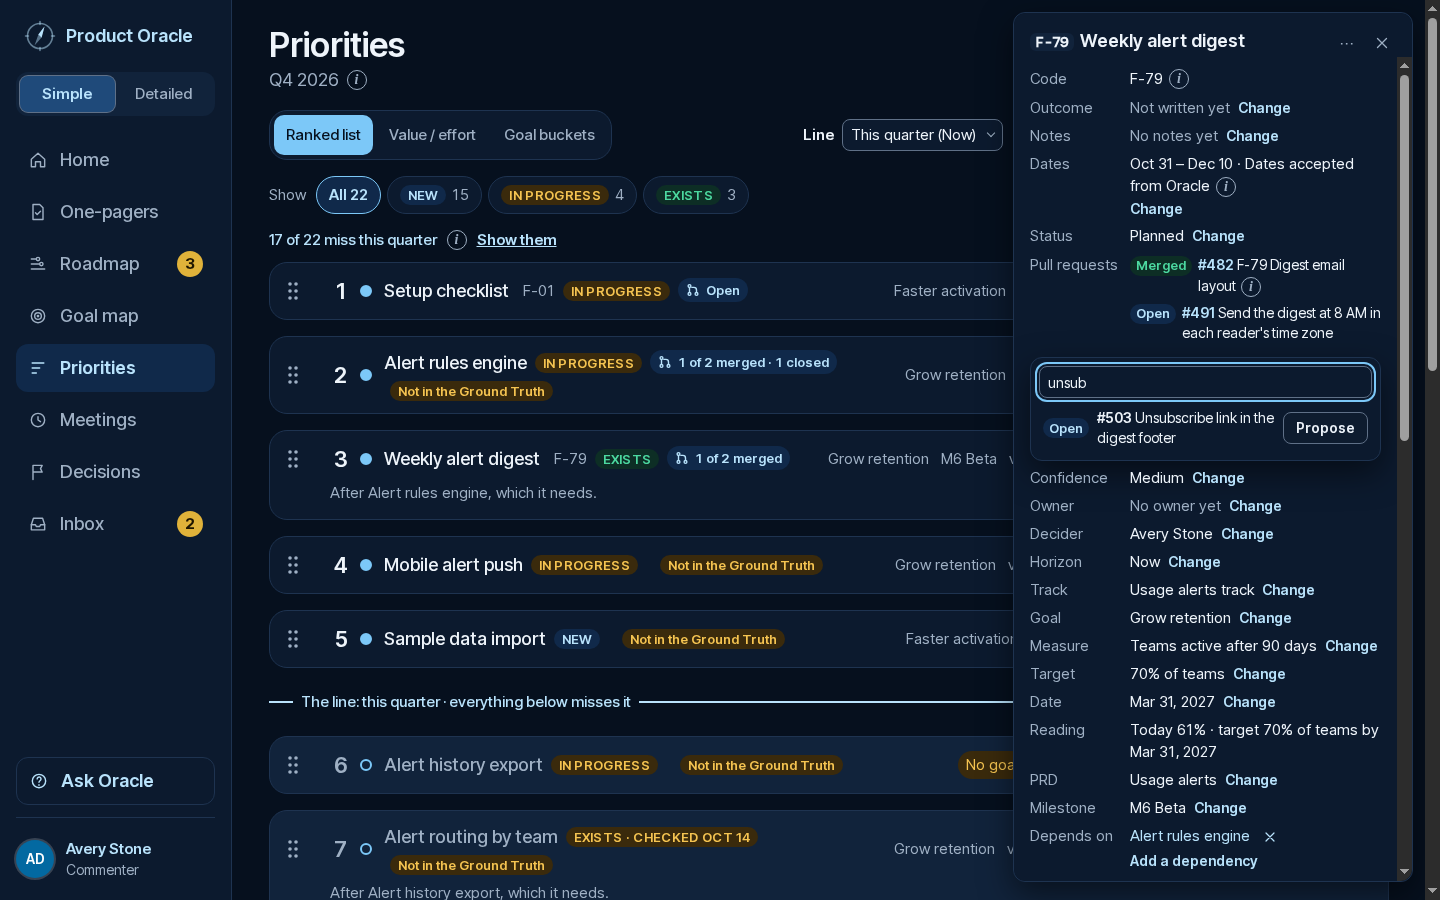 Product Oracle
Simple
Detailed
Home
One-pagers
Roadmap
3
Goal map
Priorities
Meetings
Decisions
Inbox
2
Ask Oracle
AD
Avery Stone
Commenter
Priorities
Q4 2026 i
Ranked list
Value / effort
Goal buckets
Line
This quarter (Now)
Show
All 22
NEW 15
IN PROGRESS 4
EXISTS 3
17 of 22 miss this quarter i Show them
1 Setup checklist F-01 IN PROGRESS Open Faster activation
2 Alert rules engine IN PROGRESS 1 of 2 merged · 1 closed Grow retention
Not in the Ground Truth
3 Weekly alert digest F-79 EXISTS 1 of 2 merged Grow retention M6 Beta
After Alert rules engine, which it needs.
4 Mobile alert push IN PROGRESS Not in the Ground Truth Grow retention
5 Sample data import NEW Not in the Ground Truth Faster activation
The line: this quarter · everything below misses it
6 Alert history export IN PROGRESS Not in the Ground Truth No goa
7 Alert routing by team EXISTS · CHECKED OCT 14 Grow retention
Not in the Ground Truth
After Alert history export, which it needs.
F-79 Weekly alert digest ...
Code F-79 i
Outcome Not written yet Change
Notes No notes yet Change
Dates Oct 31 – Dec 10 · Dates accepted
from Oracle i
Change
Status Planned Change
Pull requests Merged #482 F-79 Digest email
layout i
Open #491 Send the digest at 8 AM in
each reader's time zone
unsub
Open #503 Unsubscribe link in the
digest footer
Propose
Confidence Medium Change
Owner No owner yet Change
Decider Avery Stone Change
Horizon Now Change
Track Usage alerts track Change
Goal Grow retention Change
Measure Teams active after 90 days Change
Target 70% of teams Change
Date Mar 31, 2027 Change
Reading Today 61% · target 70% of teams by
Mar 31, 2027
PRD Usage alerts Change
Milestone M6 Beta Change
Depends on Alert rules engine ×
Add a dependency